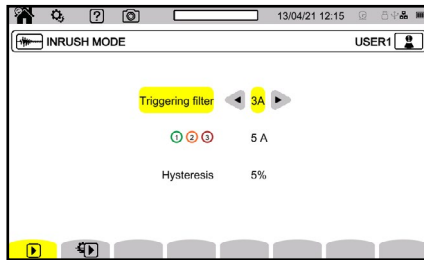 ? 13/04/21 12:15
INRUSH MODE USER1
Triggering filter 3A
1 2 3 5 A
Hysteresis 5%